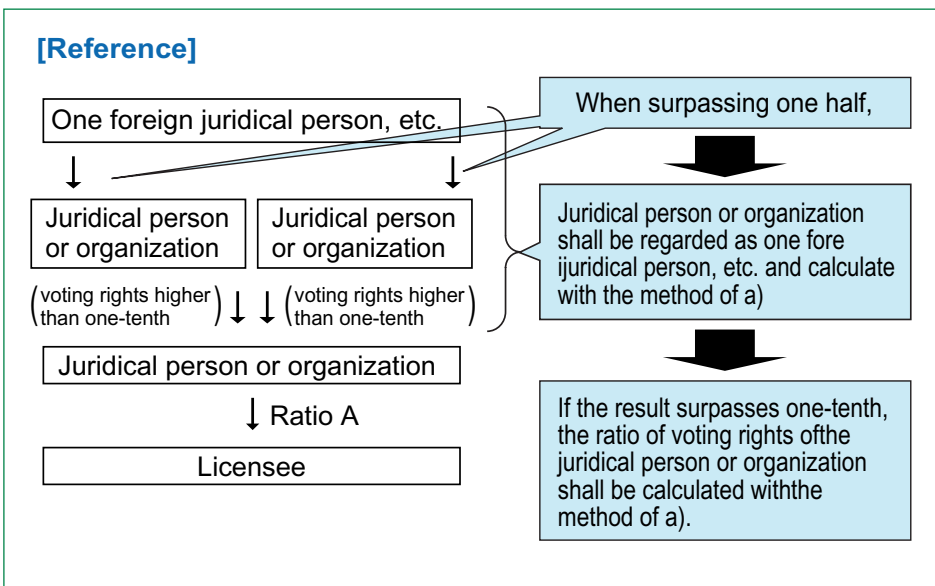 [Reference]
One foreign juridical person, etc.
When surpassing one half,
Juridical person
or organization
Juridical person
or organization
Juridical person or organization
shall be regarded as one fore
ijuridical person, etc. and calculate
with the method of a)
(voting rights higher
than one-tenth)
(voting rights higher
than one-tenth)
Juridical person or organization
Ratio A
Licensee
If the result surpasses one-tenth,
the ratio of voting rights ofthe
juridical person or organization
shall be calculated withthe
method of a).